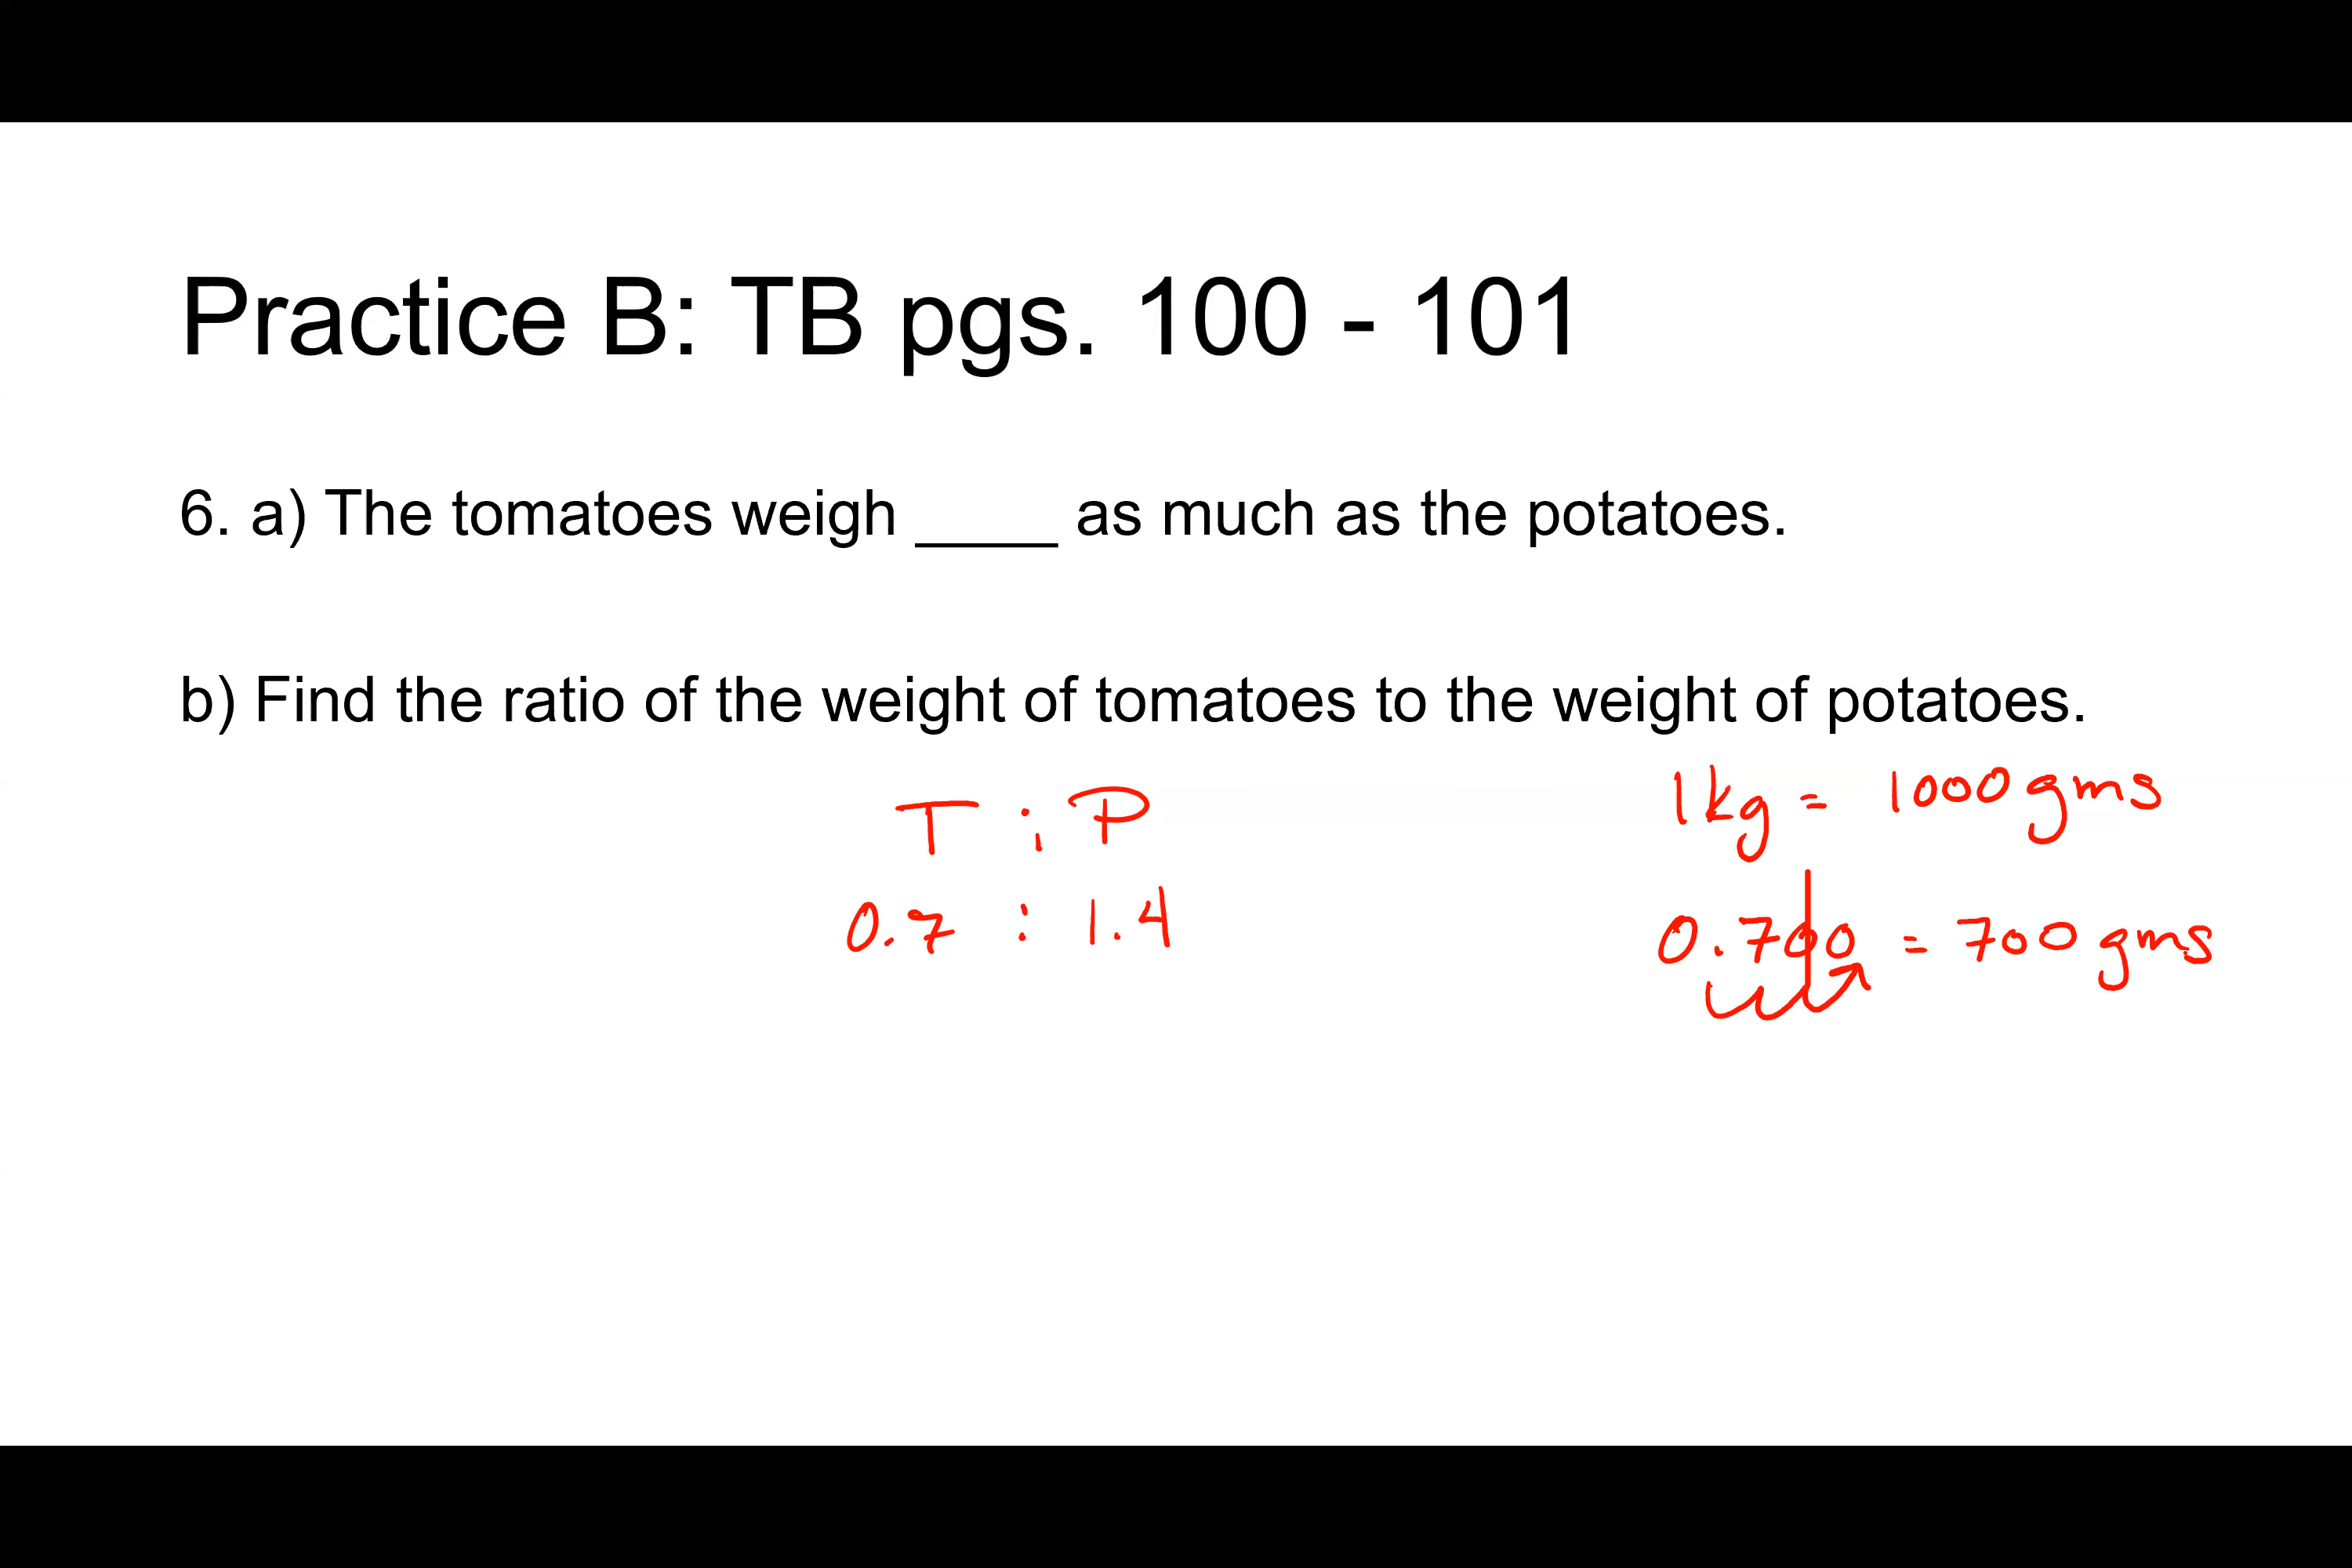 Practice B: TB pgs. 100 - 101
6. a) The tomatoes weigh _____ as much as the potatoes.
b) Find the ratio of the weight of tomatoes to the weight of potatoes.
T : P
0.7 : 1.4
1kg = 1000gms
0.700 = 700gms